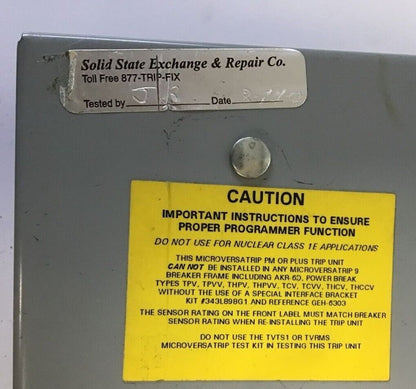 Solid State Exchange & Repair Co.
Toll Free 877-TRIP-FIX
Tested by Date
CAUTION
IMPORTANT INSTRUCTIONS TO ENSURE
PROPER PROGRAMMER FUNCTION
DO NOT USE FOR NUCLEAR CLASS 1E APPLICATIONS
THIS MICROVERSATRIP PM OR PLUS TRIP UNIT
CAN NOT BE INSTALLED IN ANY MICROVERSATRIP 9
BREAKER FRAME INCLUDING AKR-6D, POWER BREAK
TYPES TPV, TPVV, THPV, THPVV, TCV, TCVV, THCV, THCCV
WITHOUT THE USE OF A SPECIAL INTERFACE BRACKET
KIT #343L898G1 AND REFERENCE GEH-6303
THE SENSOR RATING ON THE FRONT LABEL MUST MATCH BREAKER
SENSOR RATING WHEN RE-INSTALLING THE TRIP UNIT
DO NOT USE THE TVTS1 OR TVRMS
MICROVERSATRIP TEST KIT IN TESTING THIS TRIP UNIT